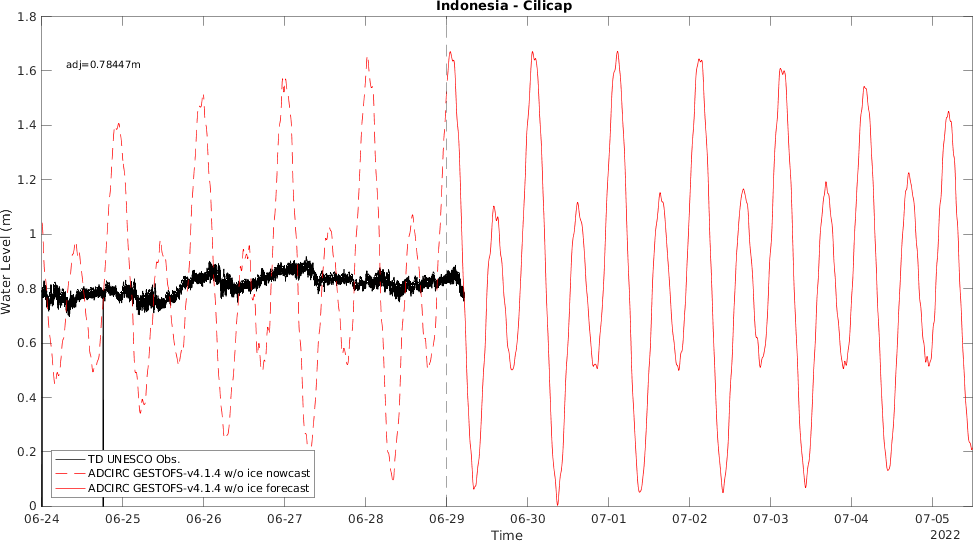 Indonesia - Cilicap
adj=0.78447m
Water Level (m)
1.8
1.6
1.4
1.2
1
0.8
0.6
0.4
0.2
0
TD UNESCO Obs.
ADCIRC GESTOFS-v4.1.4 w/o ice nowcast
ADCIRC GESTOFS-v4.1.4 w/o ice forecast
06-24 06-25 06-26 06-27 06-28 06-29 06-30 07-01 07-02 07-03 07-04 07-05
Time
2022